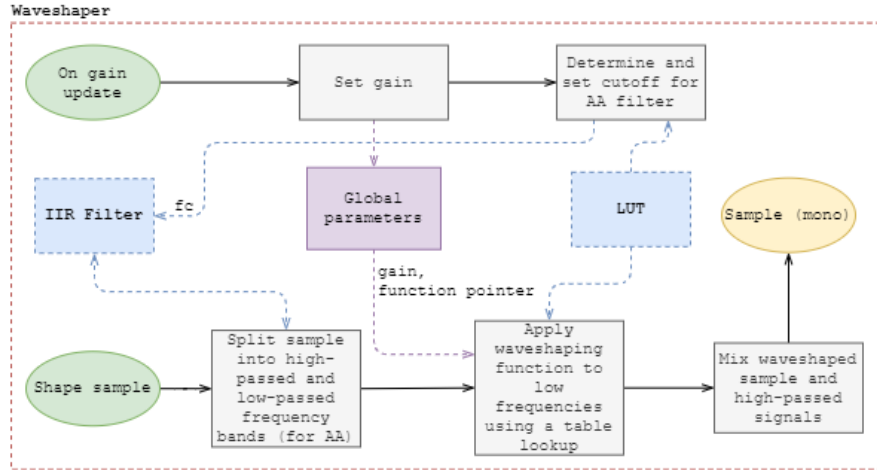 Waveshaper
On gain
update
Set gain
Determine and
set cutoff for
AA filter
IIR Filter
fc
Global
parameters
LUT
Sample (mono)
gain,
function pointer
Shape sample
Split sample
into high-
passed and
low-passed
frequency
bands (for AA)
Apply
waveshaping
function to
low
frequencies
using a table
lookup
Mix waveshaped
sample and
high-passed
signals